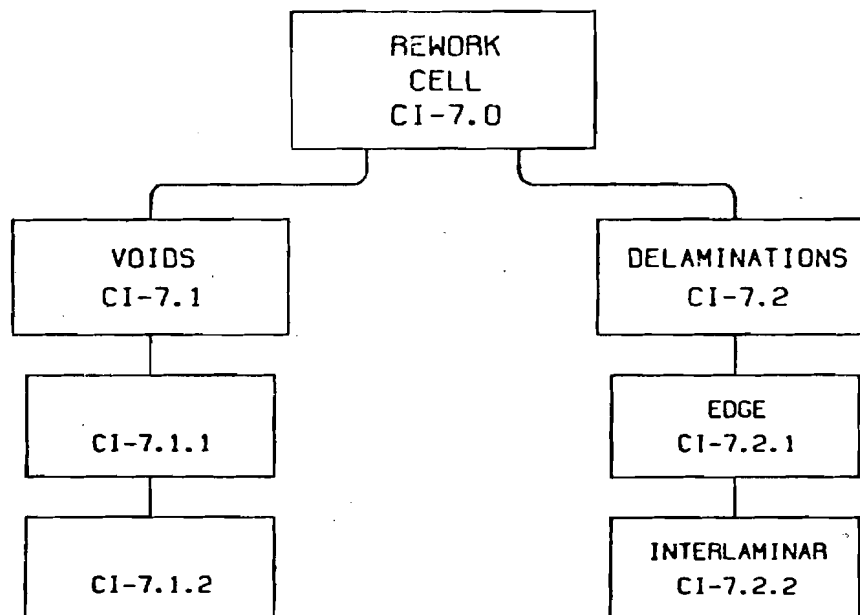 REWORK
CELL
CI-7.0
VOIDS
CI-7.1
DELAMINATIONS
CI-7.2
CI-7.1.1
EDGE
CI-7.2.1
CI-7.1.2
INTERLAMINAR
CI-7.2.2